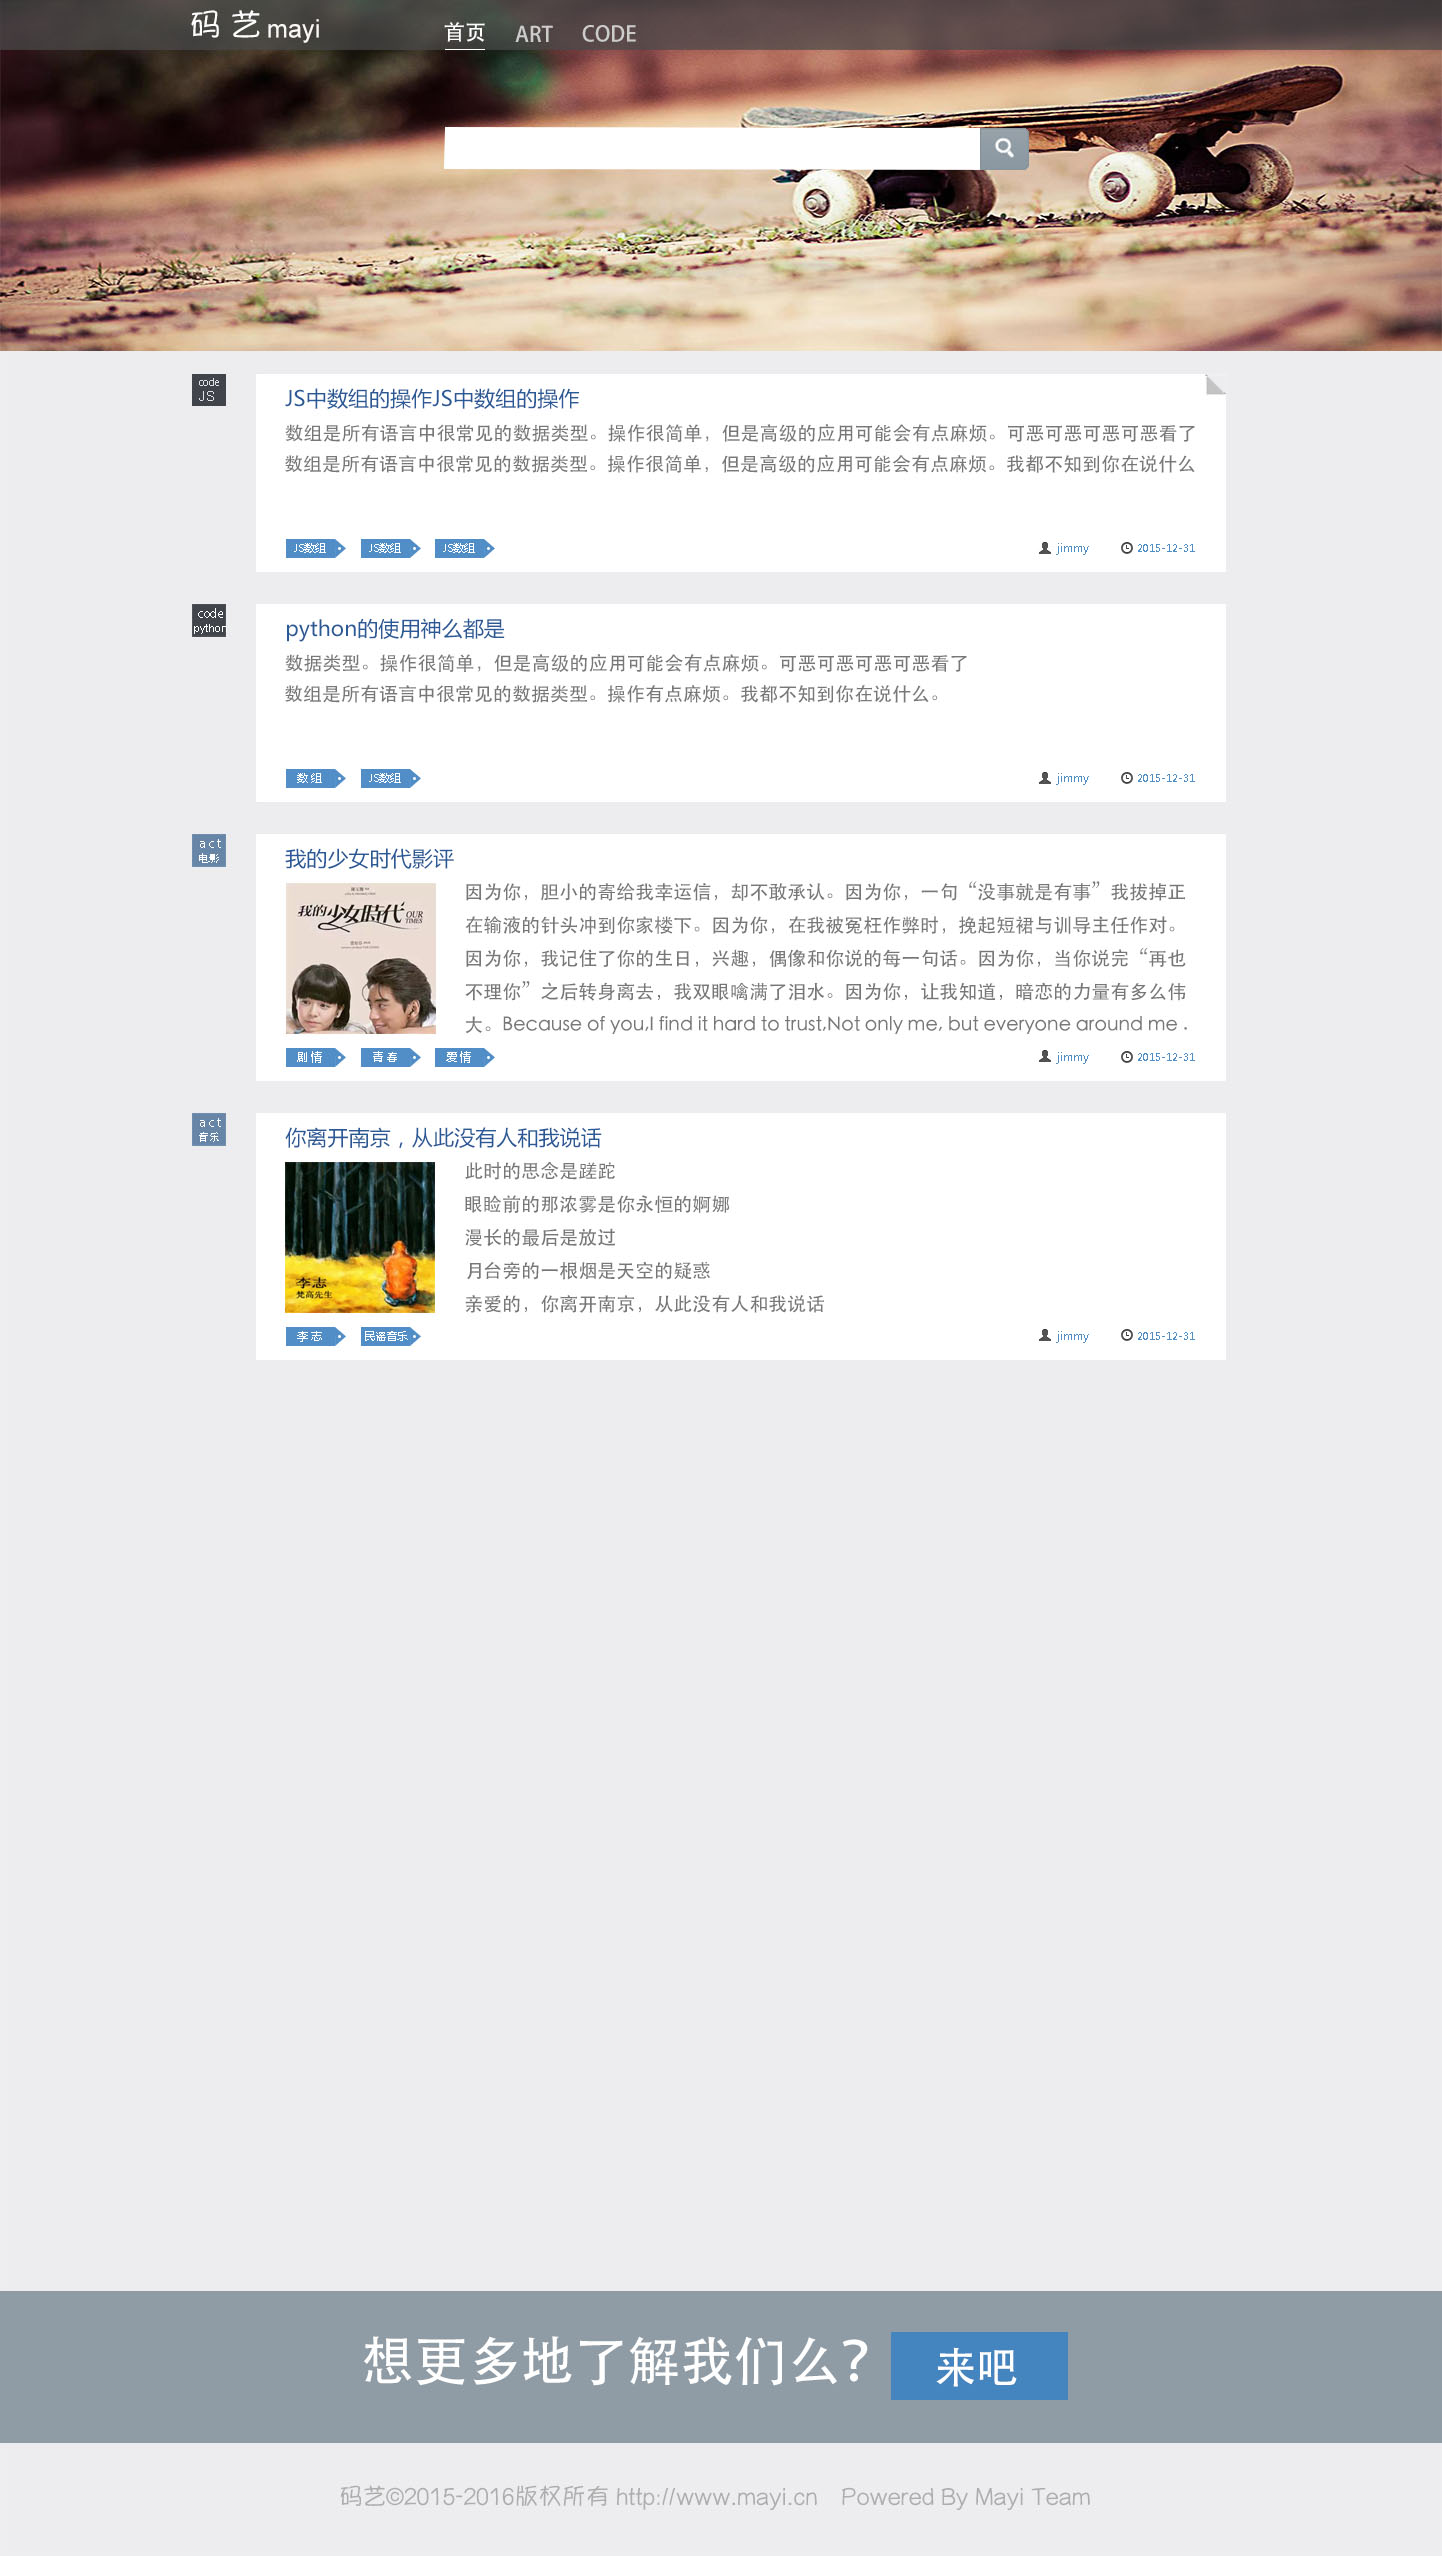 码 艺 mayi
首页 ART CODE
code
JS
JS中数组的操作JS中数组的操作
数组是所有语言中很常见的数据类型。操作很简单，但是高级的应用可能会有点麻烦。可恶可恶可恶可恶看了
数组是所有语言中很常见的数据类型。操作很简单，但是高级的应用可能会有点麻烦。我都不知到你在说什么
JS数组 JS数组 JS数组 jimmy 2015-12-31
code
python
python的使用神么都是
数据类型。操作很简单，但是高级的应用可能会有点麻烦。可恶可恶可恶可恶看了
数组是所有语言中很常见的数据类型。操作有点麻烦。我都不知到你在说什么。
数组 JS数组 jimmy 2015-12-31
act
电影
我的少女时代影评
我的少女時代 OUR TIMES
因为你，胆小的寄给我幸运信，却不敢承认。因为你，一句“没事就是有事”我拔掉正
在输液的针头冲到你家楼下。因为你，在我被冤枉作弊时，挽起短裙与训导主任作对。
因为你，我记住了你的生日，兴趣，偶像和你说的每一句话。因为你，当你说完“再也
不理你”之后转身离去，我双眼噙满了泪水。因为你，让我知道，暗恋的力量有多么伟
大。Because of you,I find it hard to trust,Not only me, but everyone around me .
剧情 青春 爱情 jimmy 2015-12-31
act
音乐
你离开南京，从此没有人和我说话
李志
梵高先生
此时的思念是蹉跎
眼睑前的那浓雾是你永恒的婀娜
漫长的最后是放过
月台旁的一根烟是天空的疑惑
亲爱的，你离开南京，从此没有人和我说话
李志 民谣音乐 jimmy 2015-12-31
想更多地了解我们么？ 来吧
码艺©2015-2016版权所有 http://www.mayi.cn Powered By Mayi Team